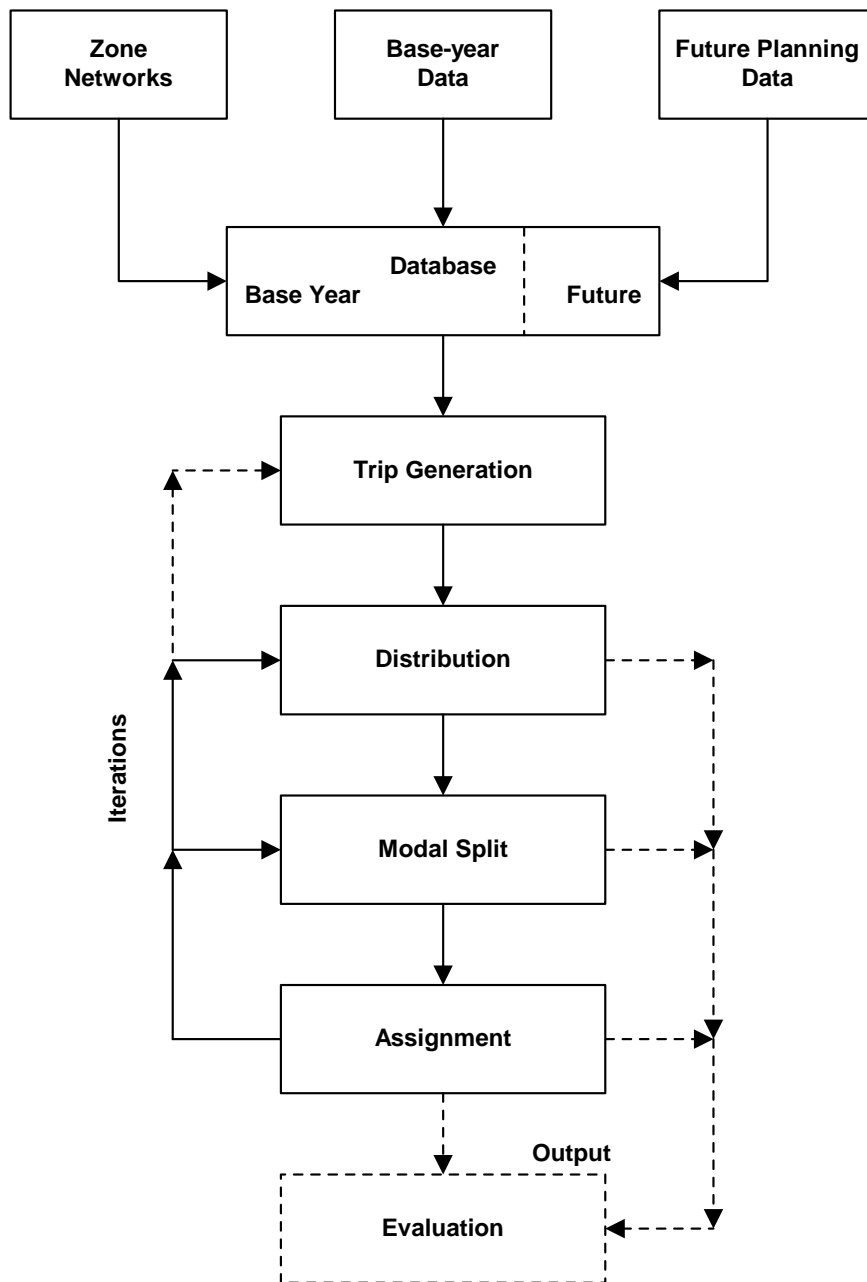 Zone
Networks
Base-year
Data
Future Planning
Data
Database
Base Year
Future
Trip Generation
Distribution
Iterations
Modal Split
Assignment
Output
Evaluation